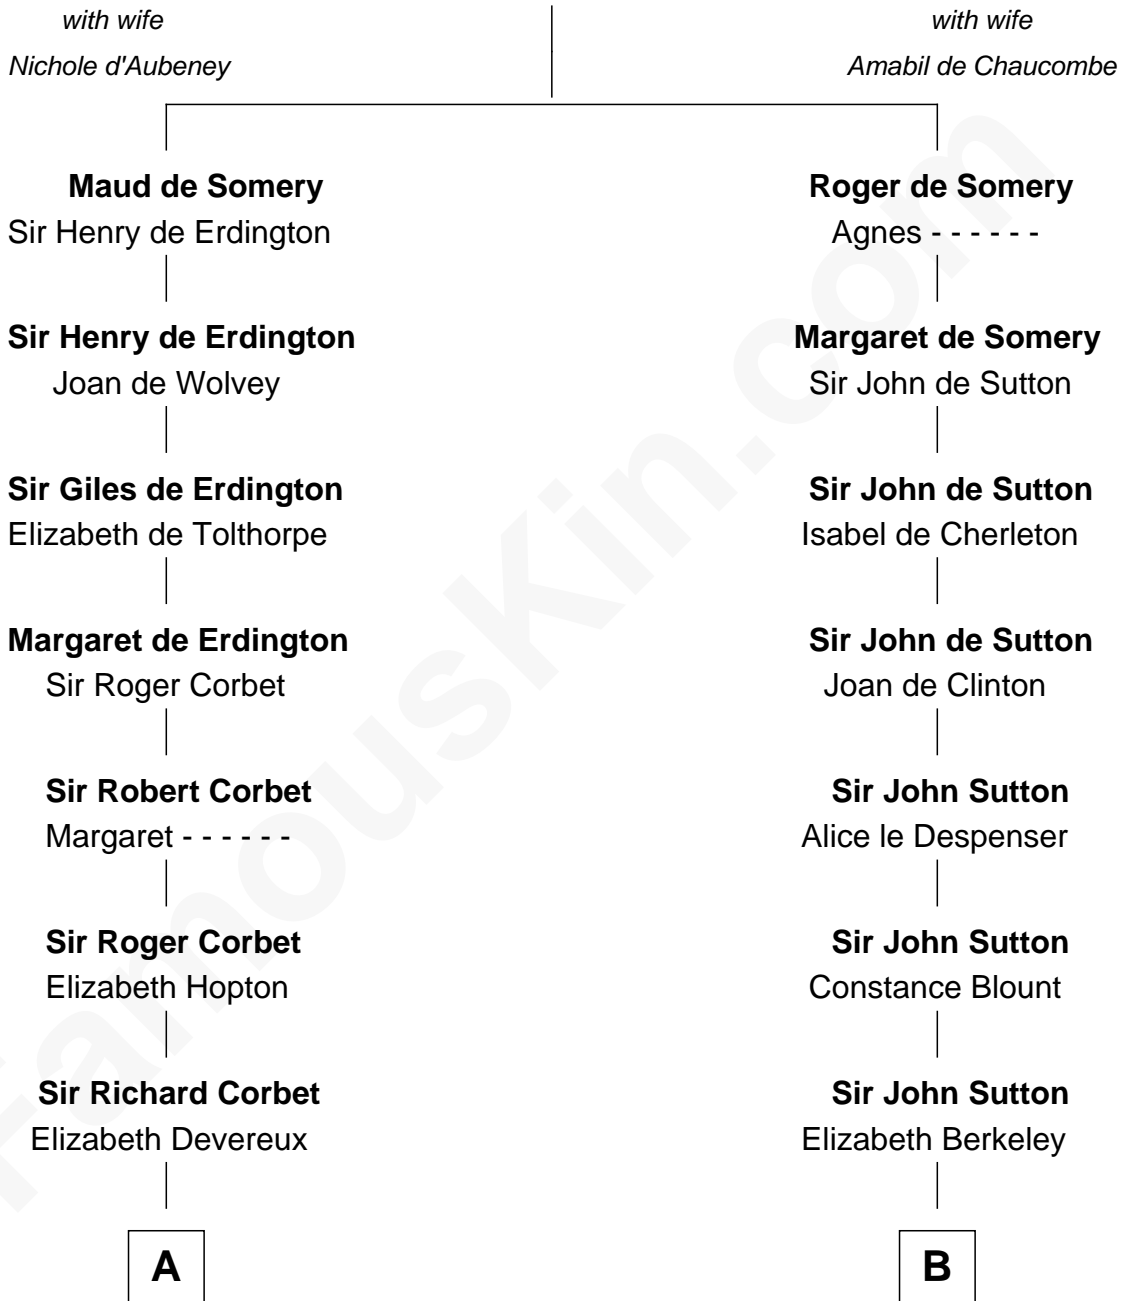 with wife
Nichole d'Aubeney
with wife
Amabil de Chaucombe
Maud de Somery
Sir Henry de Erdington
Roger de Somery
Agnes - - - - - -
Sir Henry de Erdington
Joan de Wolvey
Margaret de Somery
Sir John de Sutton
Sir Giles de Erdington
Elizabeth de Tolthorpe
Sir John de Sutton
Isabel de Cherleton
Margaret de Erdington
Sir Roger Corbet
Sir John de Sutton
Joan de Clinton
Sir Robert Corbet
Margaret - - - - - -
Sir John Sutton
Alice le Despenser
Sir Roger Corbet
Elizabeth Hopton
Sir John Sutton
Constance Blount
Sir Richard Corbet
Elizabeth Devereux
Sir John Sutton
Elizabeth Berkeley
A
B
FamousKin.com